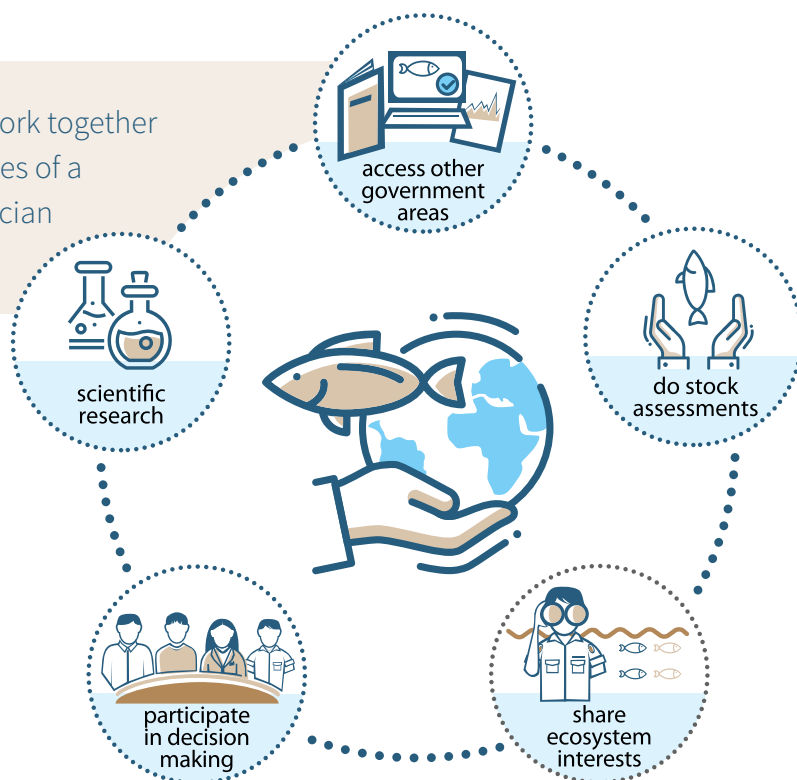 ork together
es of a
cian
access other
government
areas
scientific
research
do stock
assessments
participate
in decision
making
share
ecosystem
interests